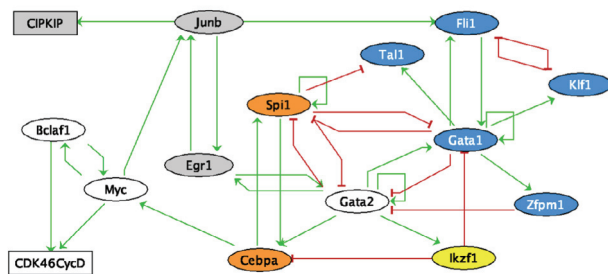 CIPKIP
Junb
Fli1
Tal1
Klf1
Spi1
Bclaf1
Gata1
Egr1
Myc
Gata2
Zfpm1
CDK46CycD
Cebpa
Ikzf1